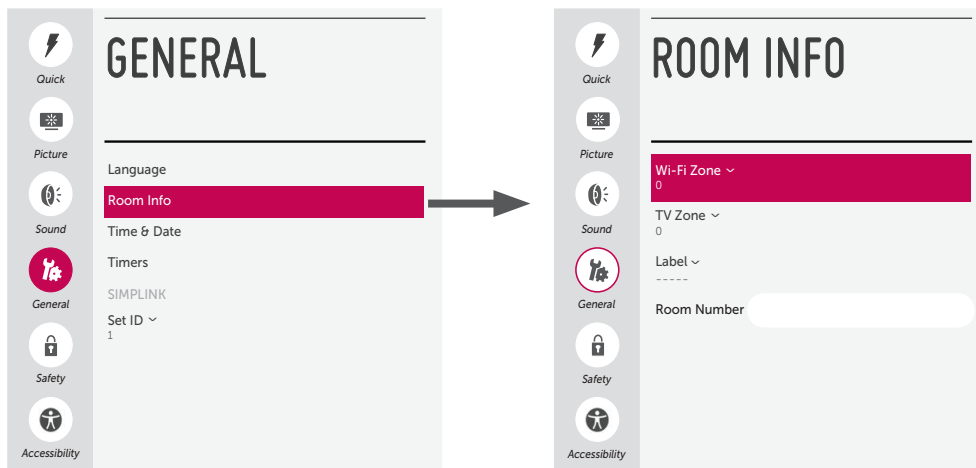 GENERAL
Quick
Picture
Sound
General
Safety
Accessibility
Language
Room Info
Time & Date
Timers
SIMPLINK
Set ID
1
ROOM INFO
Quick
Picture
Sound
General
Safety
Accessibility
Wi-Fi Zone
0
TV Zone
0
Label
-----
Room Number